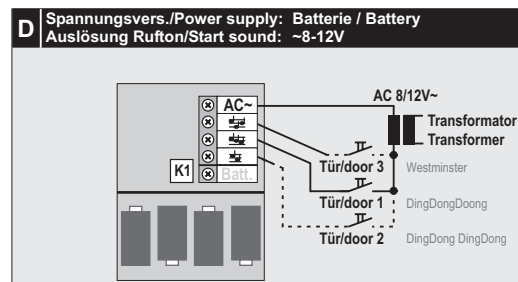 D
Spannungsvers./Power supply: Batterie / Battery
Auslösung Rufton/Start sound: ~8-12V
AC 8/12V~
AC~
Transformator
Transformer
K1
Batt.
Tür/door 3 Westminster
Tür/door 1 DingDongDoong
Tür/door 2 DingDong DingDong